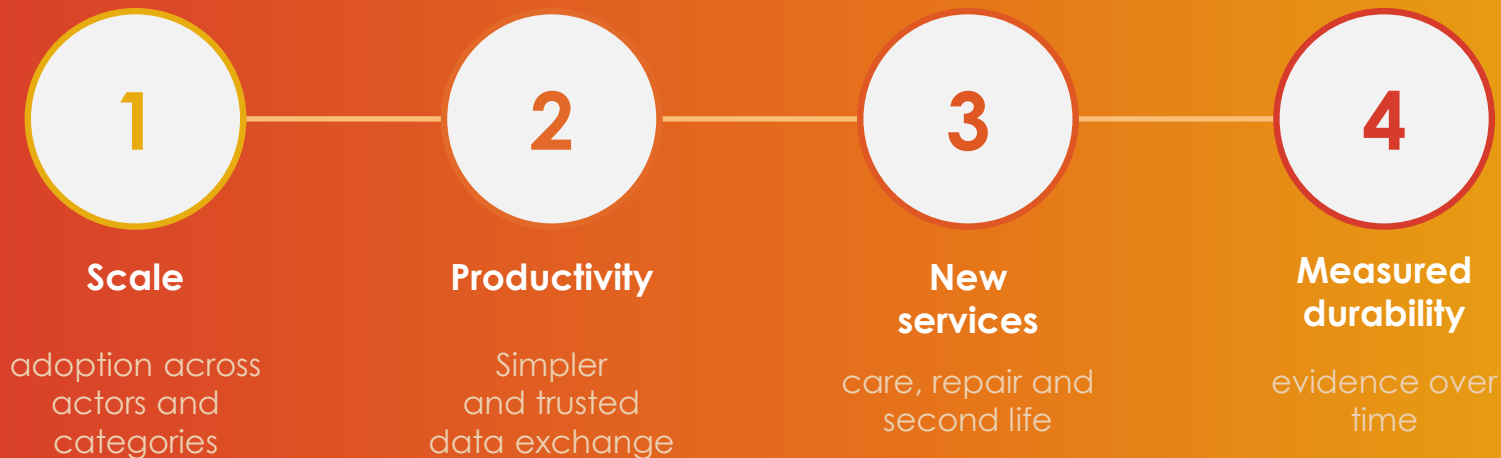 1
Scale
adoption across
actors and
categories
2
Productivity
Simpler
and trusted
data exchange
3
New
services
care, repair and
second life
4
Measured
durability
evidence over
time